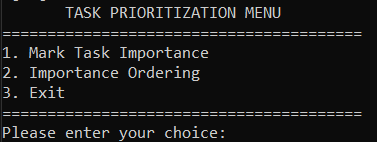 TASK PRIORITIZATION MENU
========================================
1. Mark Task Importance
2. Importance Ordering
3. Exit
========================================
Please enter your choice: